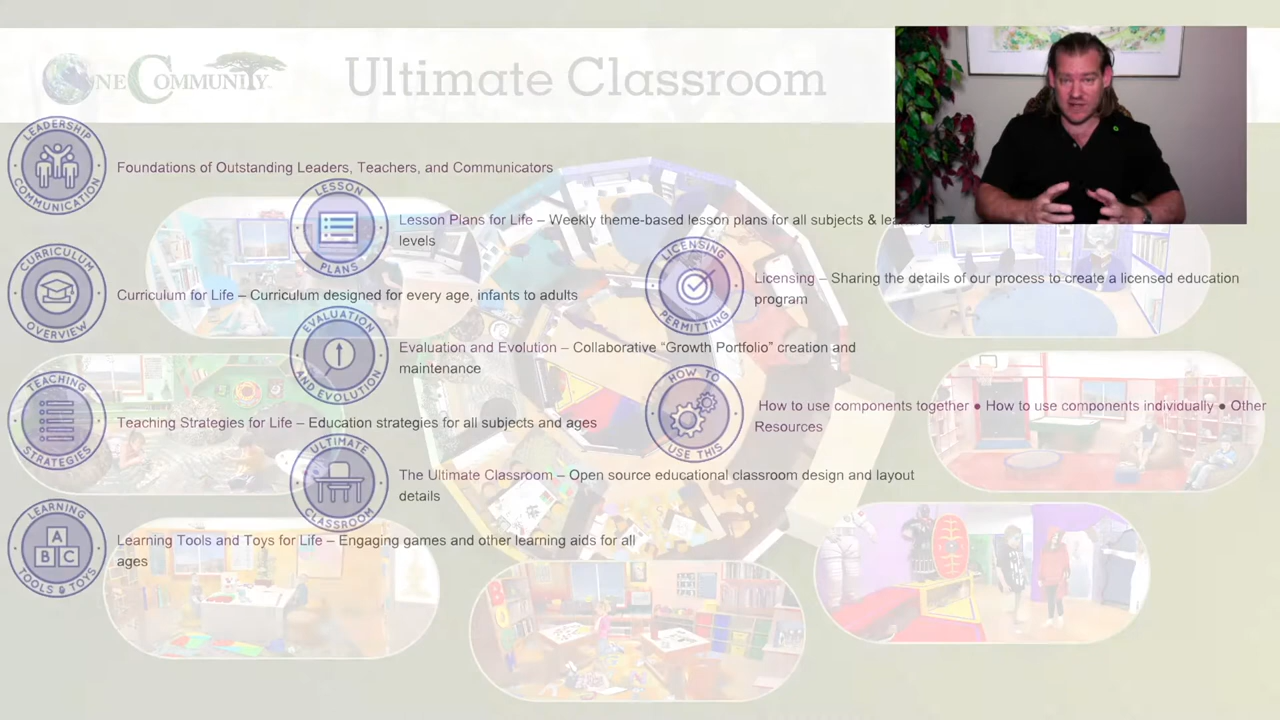 ONE COMMUNITY
Ultimate Classroom
LEADERSHIP
COMMUNICATION
Foundations of Outstanding Leaders, Teachers, and Communicators
LESSON
PLANS
Lesson Plans for Life – Weekly theme-based lesson plans for all subjects & learning
levels
LICENSING
PERMITTING
Licensing – Sharing the details of our process to create a licensed education
program
CURRICULUM
OVERVIEW
Curriculum for Life – Curriculum designed for every age, infants to adults
EVALUATION
AND EVOLUTION
Evaluation and Evolution – Collaborative “Growth Portfolio” creation and
maintenance
HOW TO
USE THIS
How to use components together ● How to use components individually ● Other
Resources
TEACHING
STRATEGIES
Teaching Strategies for Life – Education strategies for all subjects and ages
ULTIMATE
CLASSROOM
The Ultimate Classroom – Open source educational classroom design and layout
details
LEARNING
A
B C
TOOLS & TOYS
Learning Tools and Toys for Life – Engaging games and other learning aids for all
ages